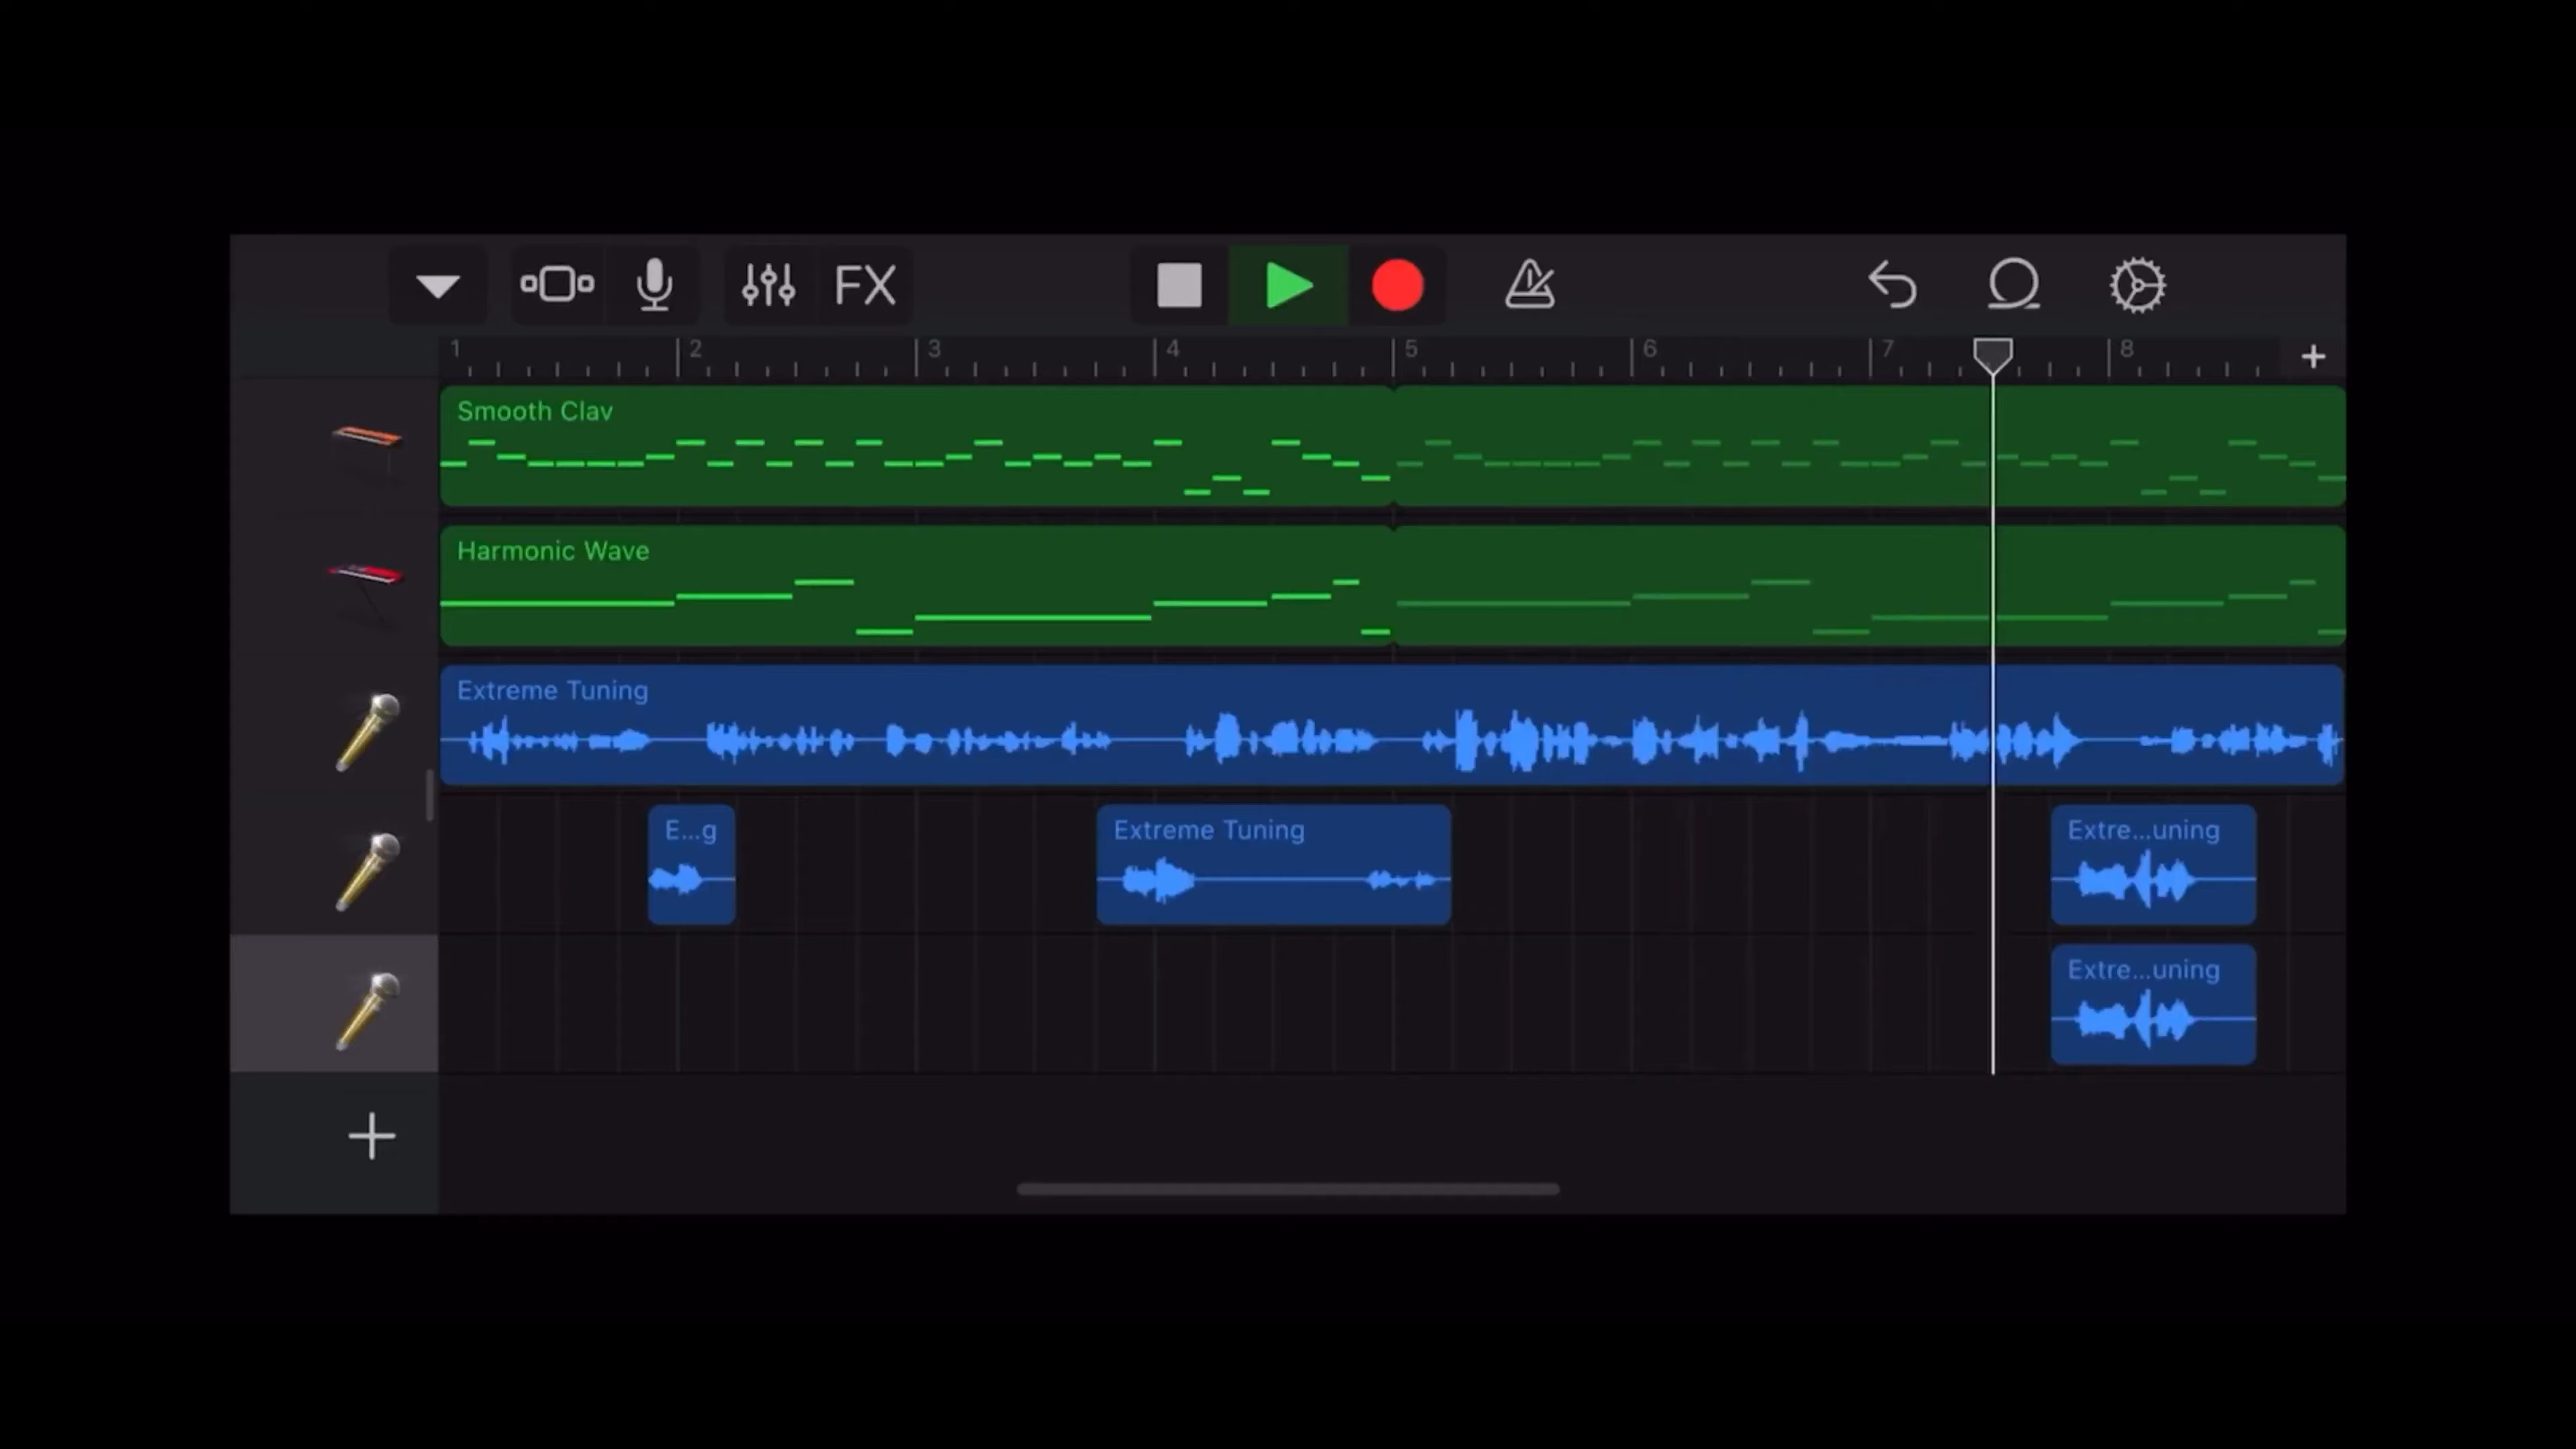 FX
1 2 3 4 5 6 7 8
Smooth Clav
Harmonic Wave
Extreme Tuning
E...g Extreme Tuning Extre...uning
Extre...uning